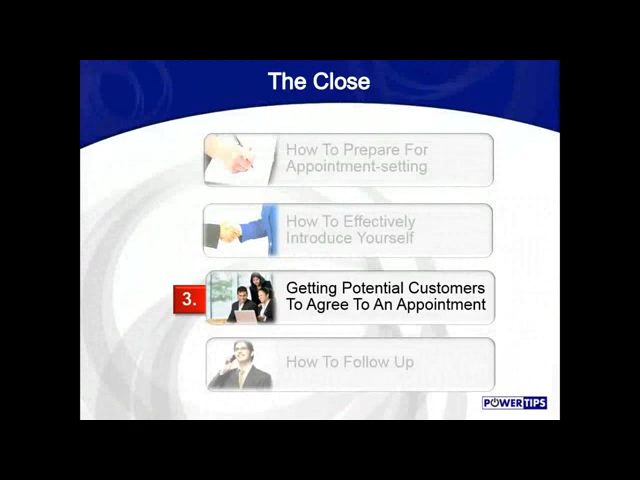 The Close
How To Prepare For
Appointment-setting
How To Effectively
Introduce Yourself
3.
Getting Potential Customers
To Agree To An Appointment
How To Follow Up
POWERTIPS